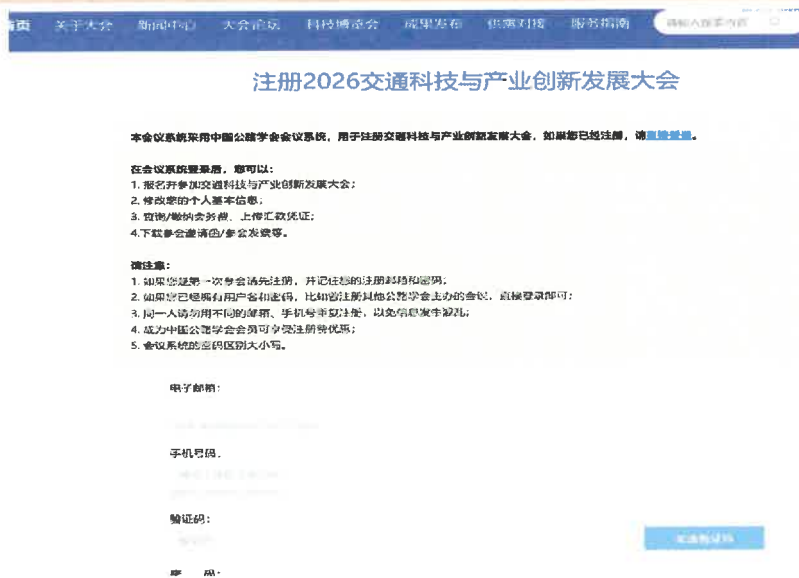 首页 关于大会 新闻中心 大会论坛 科技博览会 成果发布 供需对接 服务指南 请输入搜索内容
注册2026交通科技与产业创新发展大会
本会议系统采用中国公路学会会议系统，用于注册交通科技与产业创新发展大会，如果您已经注册，请直接登录。
在会议系统登录后，您可以：
1. 报名并参加交通科技与产业创新发展大会；
2. 修改您的个人基本信息；
3. 查询/缴纳会务费、上传汇款凭证；
4.下载参会邀请函/参会发票等。
请注意：
1. 如果您是第一次参会请先注册，并记住您的注册邮箱和密码；
2. 如果您已经拥有用户名和密码，比如曾注册其他公路学会主办的会议，直接登录即可；
3. 同一人请勿用不同的邮箱、手机号重复注册，以免信息发生混乱；
4. 成为中国公路学会会员可享受注册费优惠；
5. 会议系统的密码区别大小写。
电子邮箱：
手机号码：
验证码：
发送验证码
密 码：